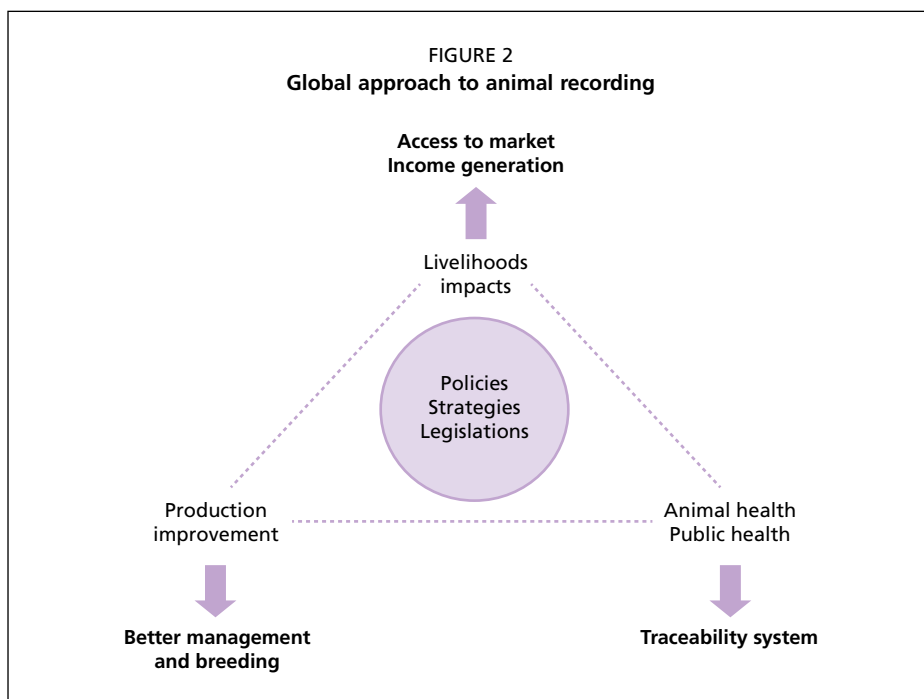 FIGURE 2
Global approach to animal recording
Access to market
Income generation
Livelihoods
impacts
Policies
Strategies
Legislations
Production
improvement
Animal health
Public health
Better management
and breeding
Traceability system